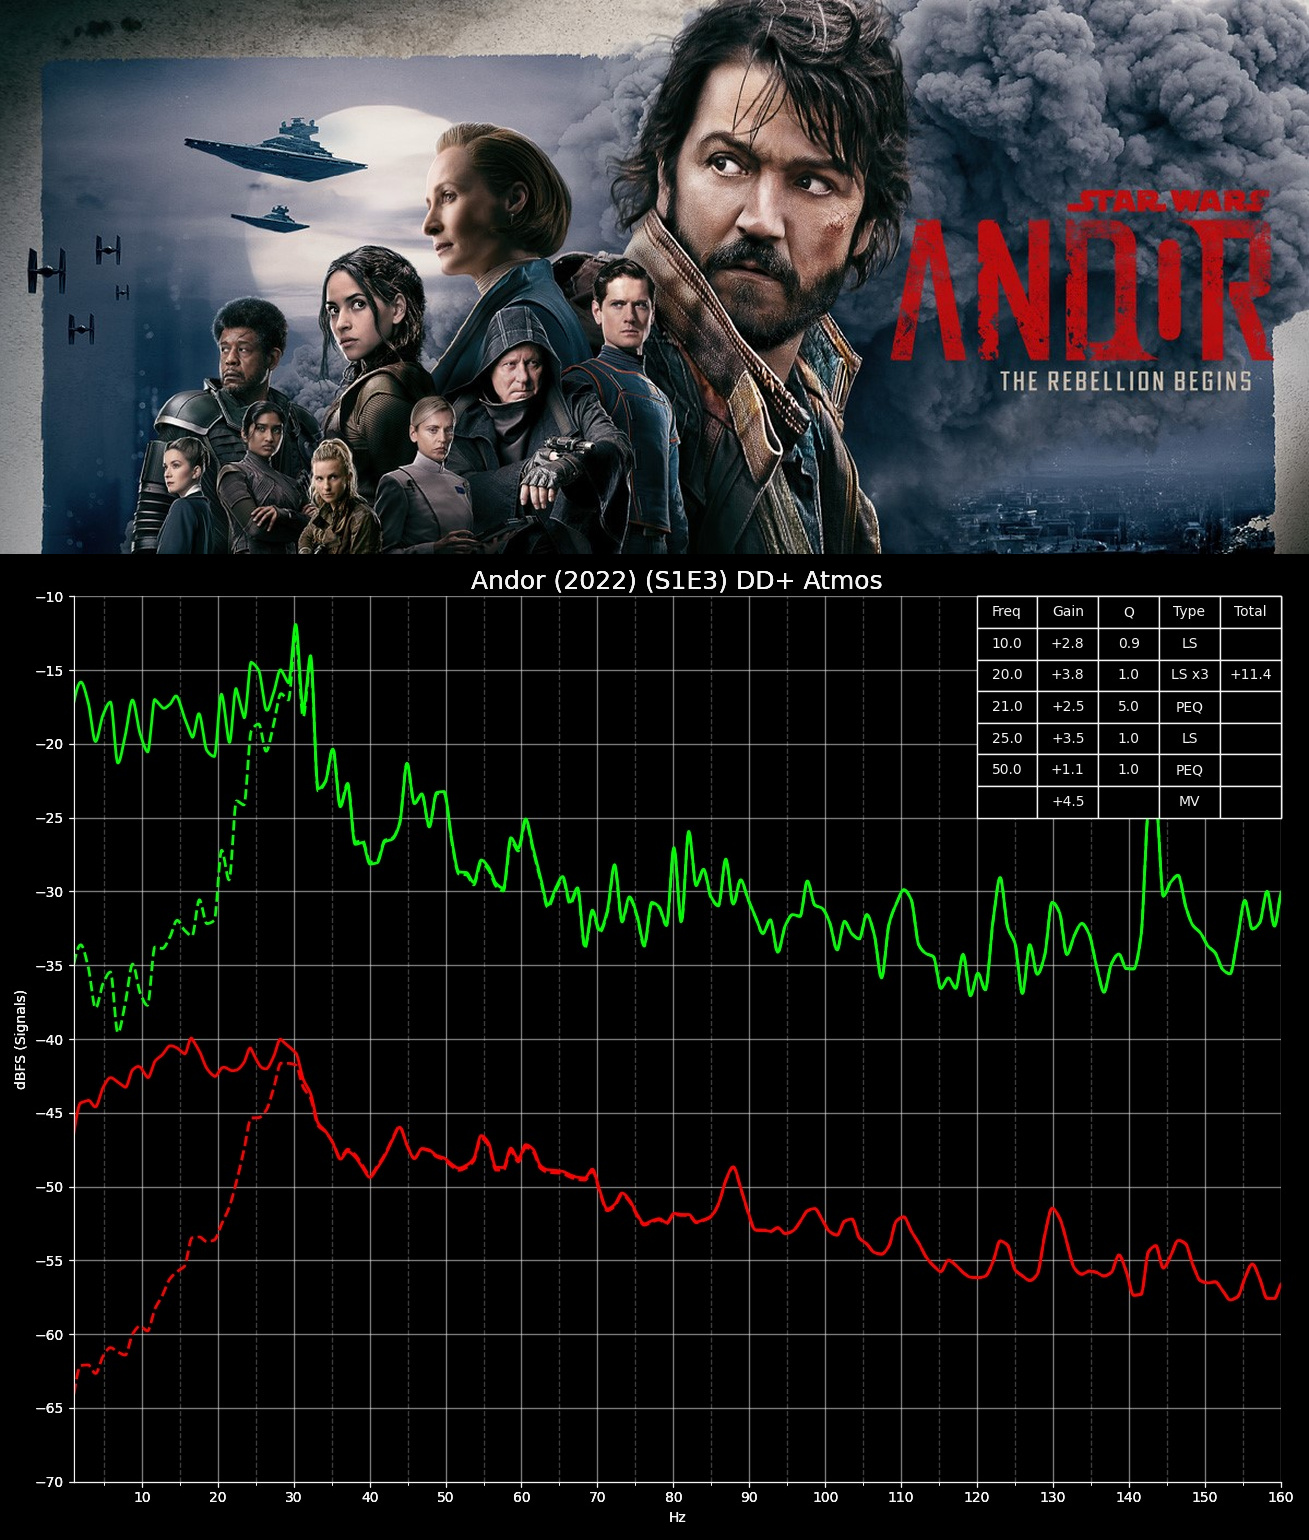 STAR WARS
ANDOR
THE REBELLION BEGINS
Andor (2022) (S1E3) DD+ Atmos
Freq Gain Q Type Total
10.0 +2.8 0.9 LS
20.0 +3.8 1.0 LS x3 +11.4
21.0 +2.5 5.0 PEQ
25.0 +3.5 1.0 LS
50.0 +1.1 1.0 PEQ
+4.5 MV
−10
−15
−20
−25
−30
−35
−40
−45
−50
−55
−60
−65
−70
dBFS (Signals)
10 20 30 40 50 60 70 80 90 100 110 120 130 140 150 160
Hz